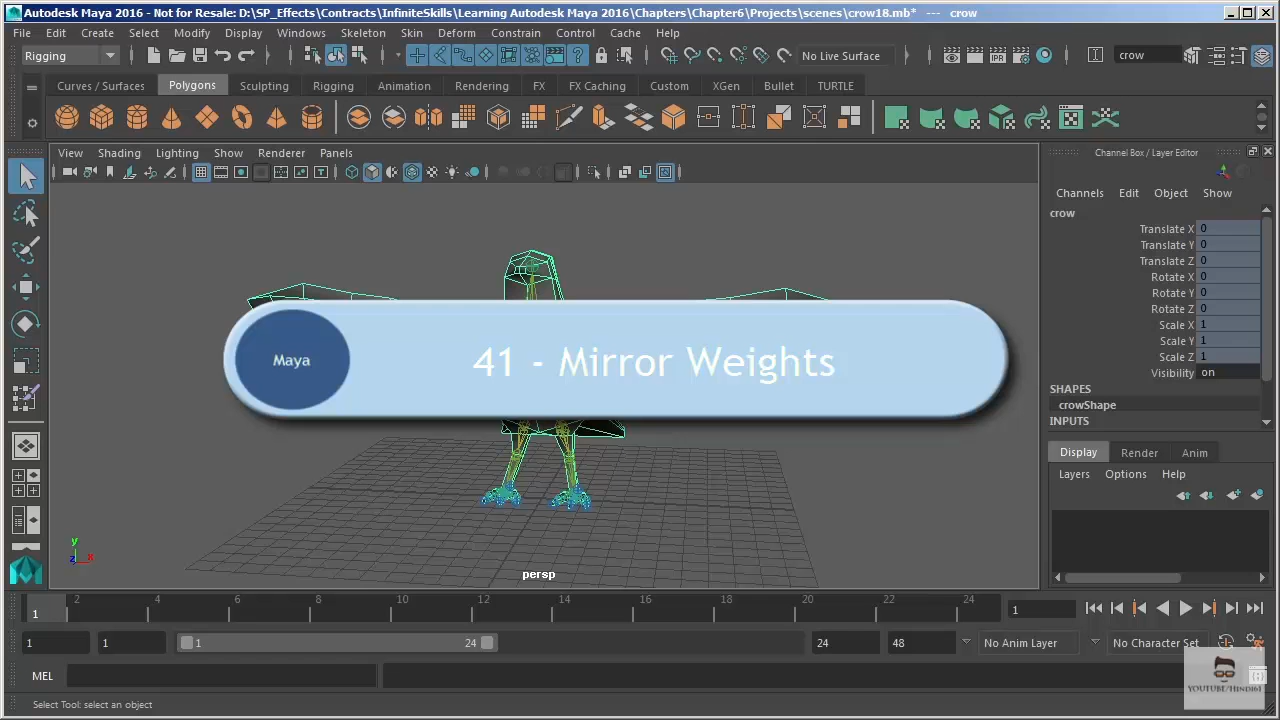 Autodesk Maya 2016 - Not for Resale: D:\SP_Effects\Contracts\InfiniteSkills\Learning Autodesk Maya 2016\Chapters\Chapter6\Projects\scenes\crow18.mb* --- crow
File Edit Create Select Modify Display Windows Skeleton Skin Deform Constrain Control Cache Help
Rigging No Live Surface crow
Curves / Surfaces Polygons Sculpting Rigging Animation Rendering FX FX Caching Custom XGen Bullet TURTLE
View Shading Lighting Show Renderer Panels
Channel Box / Layer Editor
Channels Edit Object Show
crow
Translate X 0
Translate Y 0
Translate Z 0
Rotate X 0
Rotate Y 0
Rotate Z 0
Scale X 1
Scale Y 1
Scale Z 1
Visibility on
SHAPES
crowShape
INPUTS
Maya
41 - Mirror Weights
Display Render Anim
Layers Options Help
y
z x
persp
1 2 4 6 8 10 12 14 16 18 20 22 24 1
1 1 1 24 24 48 No Anim Layer No Character Set
MEL
YOUTUBE/HINDI61
Select Tool: select an object